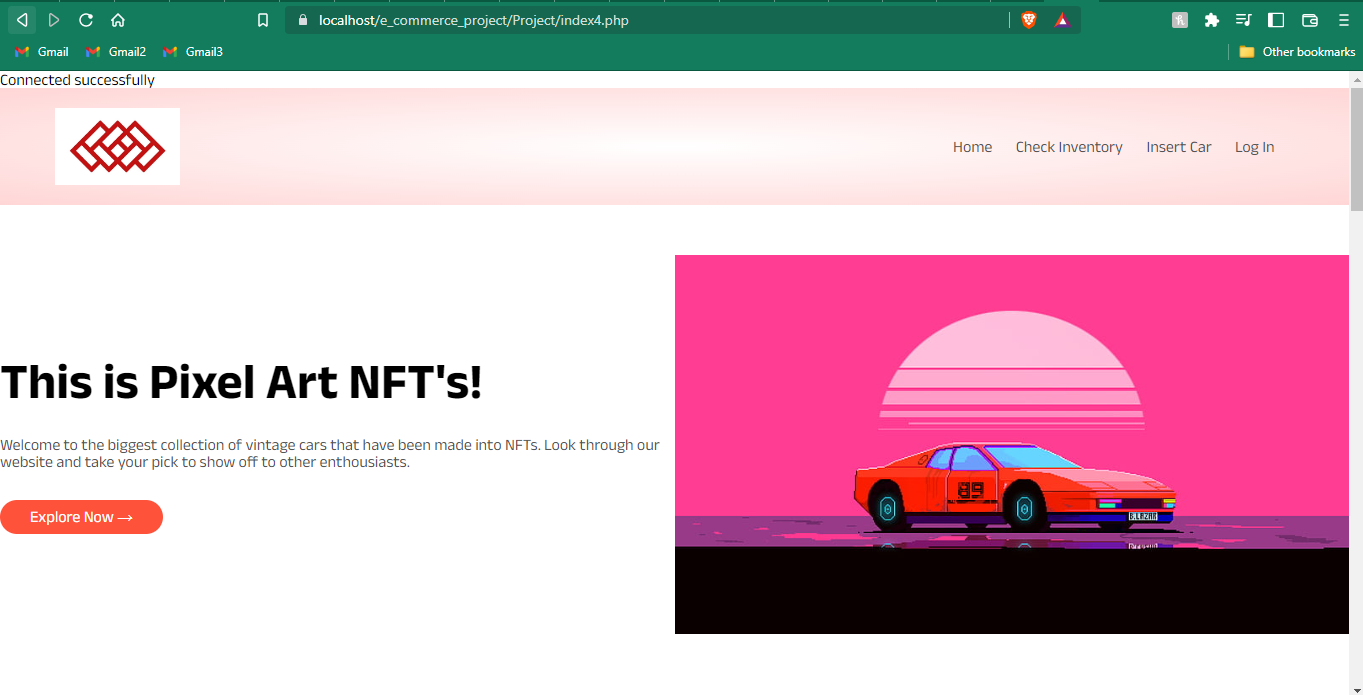 localhost/e_commerce_project/Project/index4.php
Gmail
Gmail2
Gmail3
Other bookmarks
Connected successfully
Home
Check Inventory
Insert Car
Log In
This is Pixel Art NFT's!
Welcome to the biggest collection of vintage cars that have been made into NFTs. Look through our
website and take your pick to show off to other enthousiasts.
Explore Now →
89